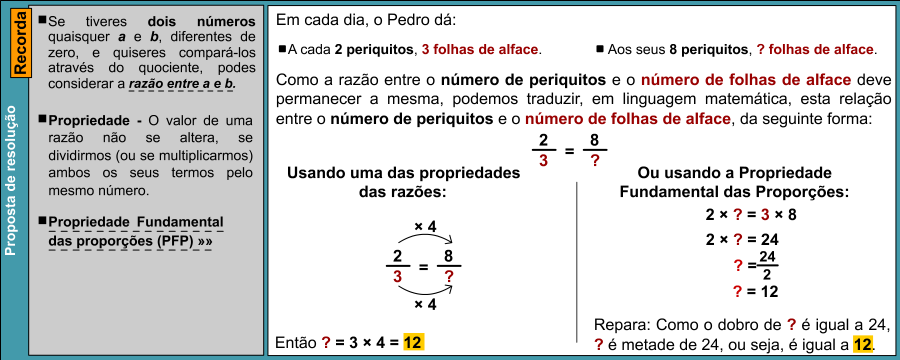 Proposta de resolução
Recorda
■Se tiveres dois números
quaisquer a e b, diferentes de
zero, e quiseres compará-los
através do quociente, podes
considerar a razão entre a e b.
■Propriedade - O valor de uma
razão não se altera, se
dividirmos (ou se multiplicarmos)
ambos os seus termos pelo
mesmo número.
■Propriedade Fundamental
das proporções (PFP) »»
Em cada dia, o Pedro dá:
■A cada 2 periquitos, 3 folhas de alface.
■ Aos seus 8 periquitos, ? folhas de alface.
Como a razão entre o número de periquitos e o número de folhas de alface deve
permanecer a mesma, podemos traduzir, em linguagem matemática, esta relação
entre o número de periquitos e o número de folhas de alface, da seguinte forma:
2/3 = 8/?
Usando uma das propriedades
das razões:
× 4
2/3 = 8/?
× 4
Então ? = 3 × 4 = 12
Ou usando a Propriedade
Fundamental das Proporções:
2 × ? = 3 × 8
2 × ? = 24
? = 24/2
? = 12
Repara: Como o dobro de ? é igual a 24,
? é metade de 24, ou seja, é igual a 12.